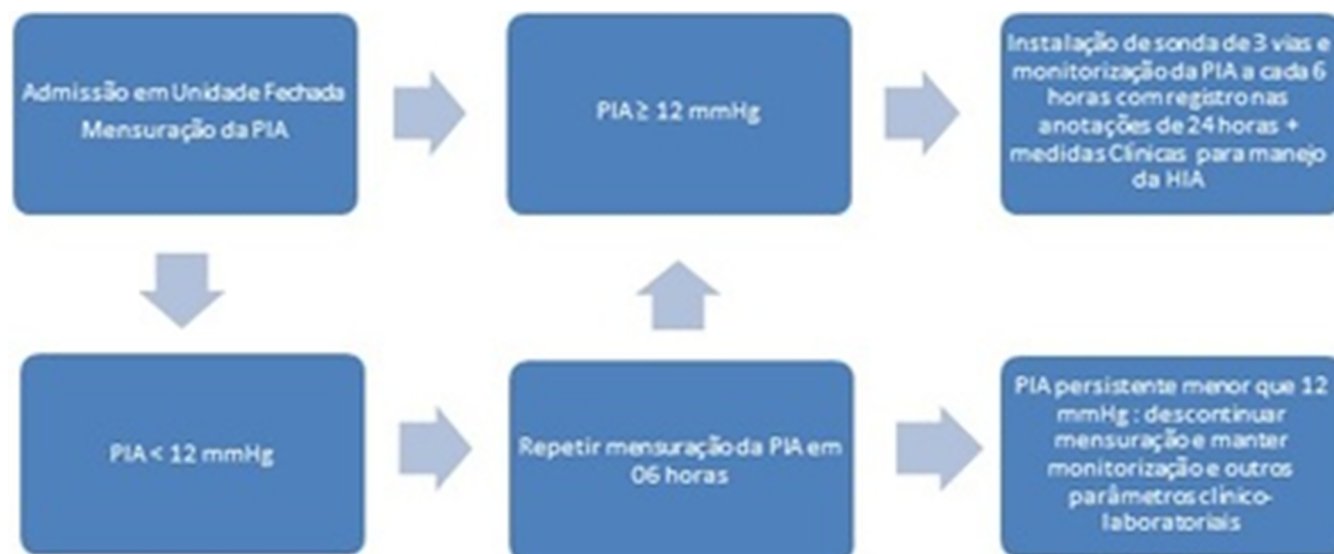 Admissão em Unidade Fechada
Mensuração da PIA
PIA ≥ 12 mmHg
Instalação de sonda de 3 vias e
monitorização da PIA a cada 6
horas com registro nas
anotações de 24 horas +
medidas Clínicas para manejo
da HIA
PIA < 12 mmHg
Repetir mensuração da PIA em
06 horas
PIA persistente menor que 12
mmHg : descontinuar
mensuração e manter
monitorização e outros
parâmetros clínico-
laboratoriais